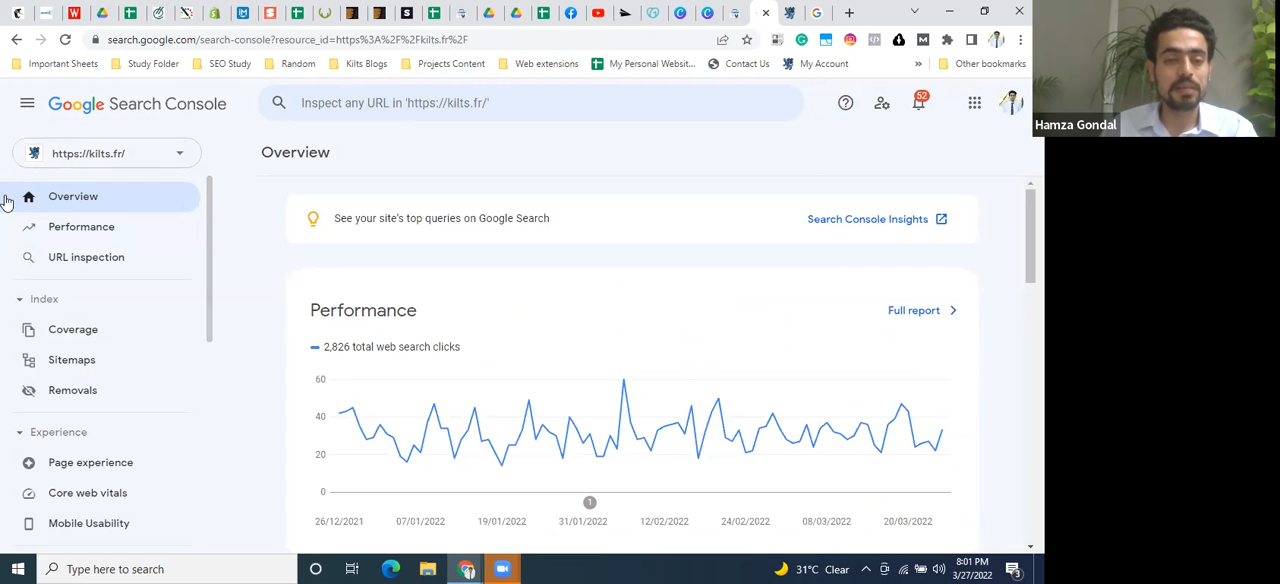 search.google.com/search-console?resource_id=https%3A%2F%2Fkilts.fr%2F
Important Sheets
Study Folder
SEO Study
Random
Kilts Blogs
Projects Content
Web extensions
My Personal Websit...
Contact Us
My Account
»
Other bookmarks
Google Search Console
Inspect any URL in 'https://kilts.fr/'
52
Hamza Gondal
https://kilts.fr/
Overview
Overview
Performance
URL inspection
Index
Coverage
Sitemaps
Removals
Experience
Page experience
Core web vitals
Mobile Usability
See your site's top queries on Google Search
Search Console Insights
Performance
Full report
2,826 total web search clicks
60
40
20
0
1
26/12/2021
07/01/2022
19/01/2022
31/01/2022
12/02/2022
24/02/2022
08/03/2022
20/03/2022
Type here to search
31°C Clear
8:01 PM
3/27/2022
3